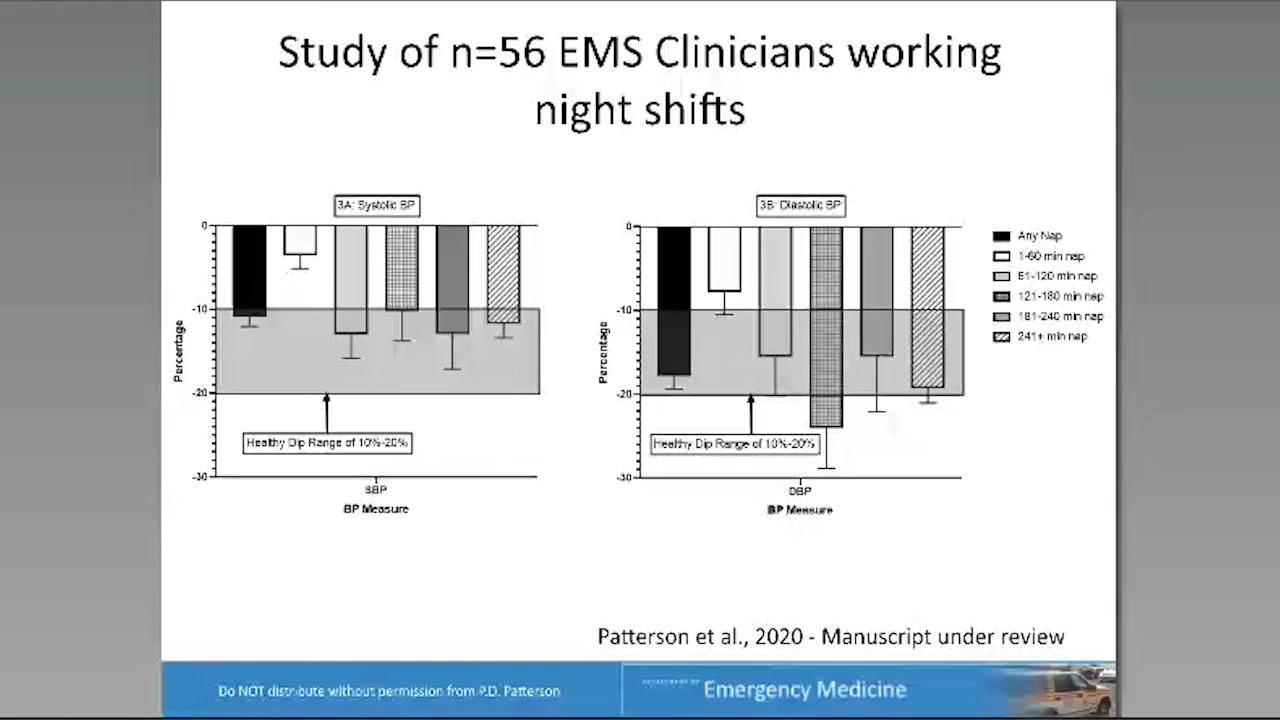 Study of n=56 EMS Clinicians working
night shifts
3A: Systolic BP
0
-10
-20
-30
Percentage
Healthy Dip Range of 10%-20%
SBP
BP Measure
3B: Diastolic BP
0
-10
-20
-30
Percentage
Healthy Dip Range of 10%-20%
DBP
BP Measure
Any Nap
1-60 min nap
61-120 min nap
121-180 min nap
181-240 min nap
241+ min nap
Patterson et al., 2020 - Manuscript under review
Do NOT distribute without permission from P.D. Patterson
DEPARTMENT OF
Emergency Medicine